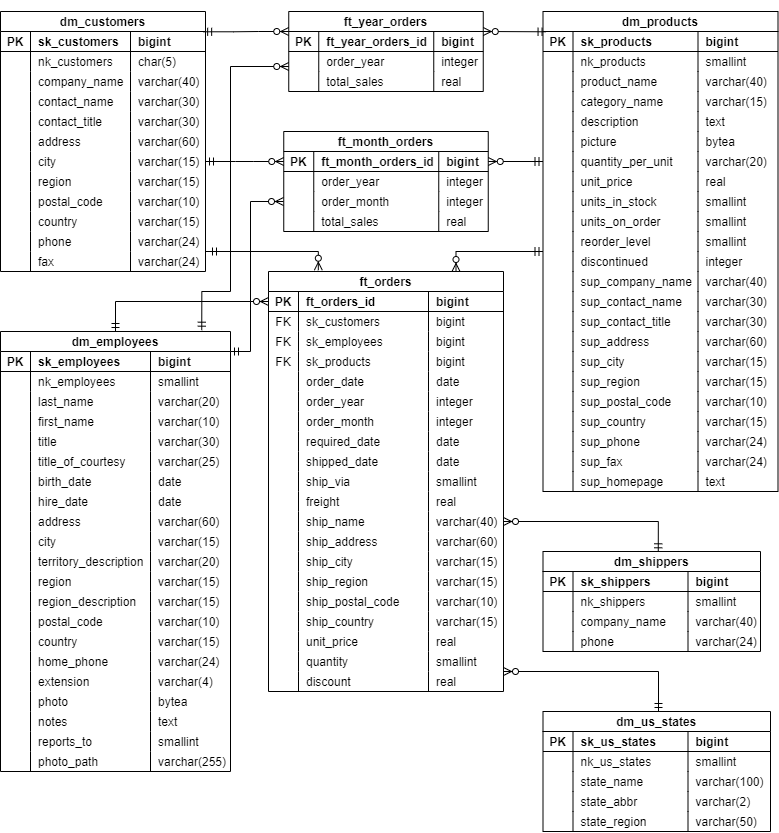 dm_customers
PK sk_customers bigint
nk_customers char(5)
company_name varchar(40)
contact_name varchar(30)
contact_title varchar(30)
address varchar(60)
city varchar(15)
region varchar(15)
postal_code varchar(10)
country varchar(15)
phone varchar(24)
fax varchar(24)
ft_year_orders
PK ft_year_orders_id bigint
order_year integer
total_sales real
ft_month_orders
PK ft_month_orders_id bigint
order_year integer
order_month integer
total_sales real
dm_products
PK sk_products bigint
nk_products smallint
product_name varchar(40)
category_name varchar(15)
description text
picture bytea
quantity_per_unit varchar(20)
unit_price real
units_in_stock smallint
units_on_order smallint
reorder_level smallint
discontinued integer
sup_company_name varchar(40)
sup_contact_name varchar(30)
sup_contact_title varchar(30)
sup_address varchar(60)
sup_city varchar(15)
sup_region varchar(15)
sup_postal_code varchar(10)
sup_country varchar(15)
sup_phone varchar(24)
sup_fax varchar(24)
sup_homepage text
ft_orders
PK ft_orders_id bigint
FK sk_customers bigint
FK sk_employees bigint
FK sk_products bigint
order_date date
order_year integer
order_month integer
required_date date
shipped_date date
ship_via smallint
freight real
ship_name varchar(40)
ship_address varchar(60)
ship_city varchar(15)
ship_region varchar(15)
ship_postal_code varchar(10)
ship_country varchar(15)
unit_price real
quantity smallint
discount real
dm_employees
PK sk_employees bigint
nk_employees smallint
last_name varchar(20)
first_name varchar(10)
title varchar(30)
title_of_courtesy varchar(25)
birth_date date
hire_date date
address varchar(60)
city varchar(15)
territory_description varchar(20)
region varchar(15)
region_description varchar(15)
postal_code varchar(10)
country varchar(15)
home_phone varchar(24)
extension varchar(4)
photo bytea
notes text
reports_to smallint
photo_path varchar(255)
dm_shippers
PK sk_shippers bigint
nk_shippers smallint
company_name varchar(40)
phone varchar(24)
dm_us_states
PK sk_us_states bigint
nk_us_states smallint
state_name varchar(100)
state_abbr varchar(2)
state_region varchar(50)